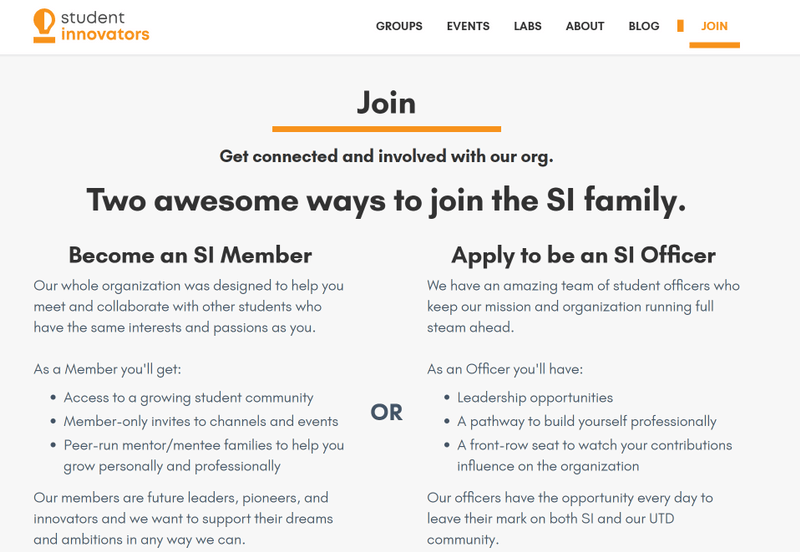 student
innovators
GROUPS EVENTS LABS ABOUT BLOG JOIN
Join
Get connected and involved with our org.
Two awesome ways to join the SI family.
Become an SI Member
Our whole organization was designed to help you
meet and collaborate with other students who
have the same interests and passions as you.
As a Member you'll get:
Access to a growing student community
Member-only invites to channels and events
Peer-run mentor/mentee families to help you
grow personally and professionally
Our members are future leaders, pioneers, and
innovators and we want to support their dreams
and ambitions in any way we can.
OR
Apply to be an SI Officer
We have an amazing team of student officers who
keep our mission and organization running full
steam ahead.
As an Officer you'll have:
Leadership opportunities
A pathway to build yourself professionally
A front-row seat to watch your contributions
influence on the organization
Our officers have the opportunity every day to
leave their mark on both SI and our UTD
community.